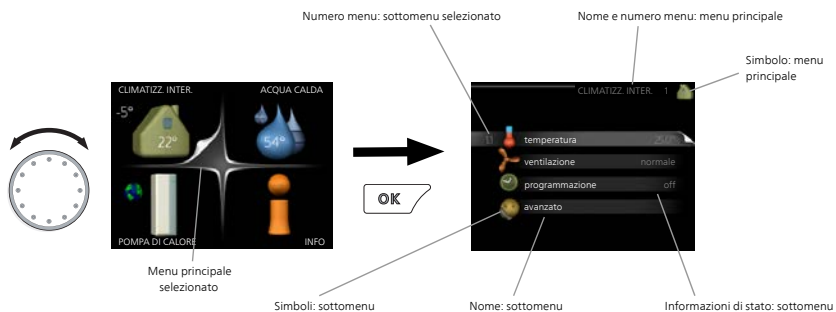 Numero menu: sottomenu selezionato
Nome e numero menu: menu principale
Simbolo: menu
principale
CLIMATIZZ. INTER.
ACQUA CALDA
-5°
22°
54°
POMPA DI CALORE
INFO
OK
CLIMATIZZ. INTER. 1
temperatura
ventilazione normale
programmazione off
avanzato
Menu principale
selezionato
Simboli: sottomenu
Nome: sottomenu
Informazioni di stato: sottomenu